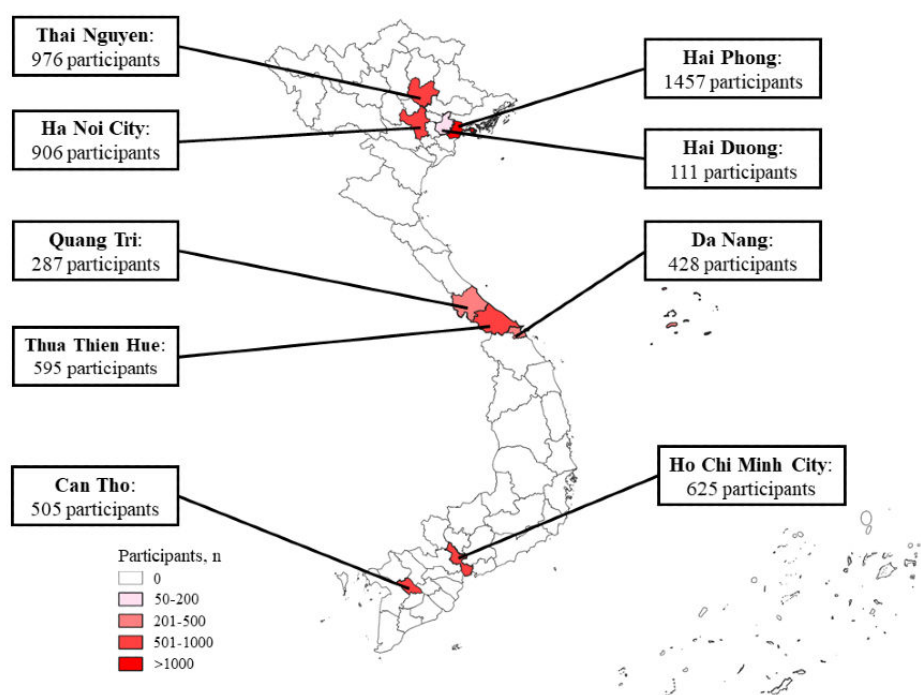 Thai Nguyen:
976 participants
Hai Phong:
1457 participants
Ha Noi City:
906 participants
Hai Duong:
111 participants
Quang Tri:
287 participants
Da Nang:
428 participants
Thua Thien Hue:
595 participants
Can Tho:
505 participants
Ho Chi Minh City:
625 participants
Participants, n
0
50-200
201-500
501-1000
>1000